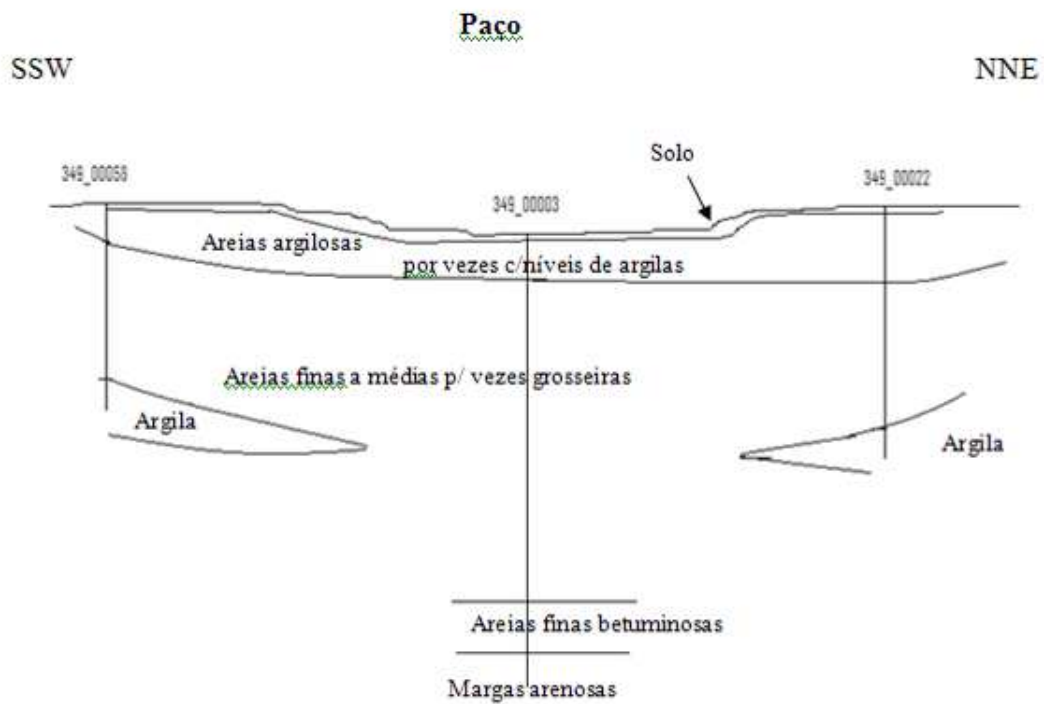 Paço
SSW
NNE
Solo
349_00058
349_00003
349_00022
Areias argilosas
por vezes c/níveis de argilas
Areias finas a médias p/ vezes grosseiras
Argila
Argila
Areias finas betuminosas
Margas arenosas